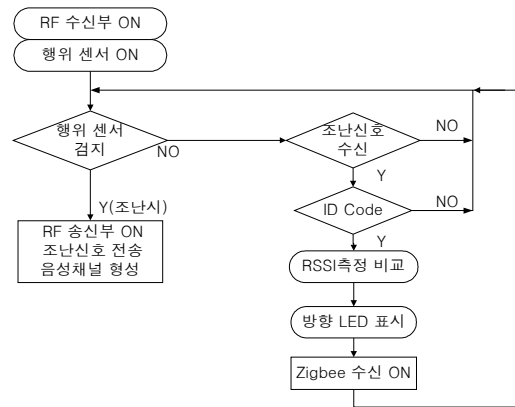 RF 수신부 ON
행위 센서 ON
행위 센서
검지
NO
Y(조난시)
RF 송신부 ON
조난신호 전송
음성채널 형성
조난신호
수신
NO
Y
ID Code
NO
Y
RSSI측정 비교
방향 LED 표시
Zigbee 수신 ON